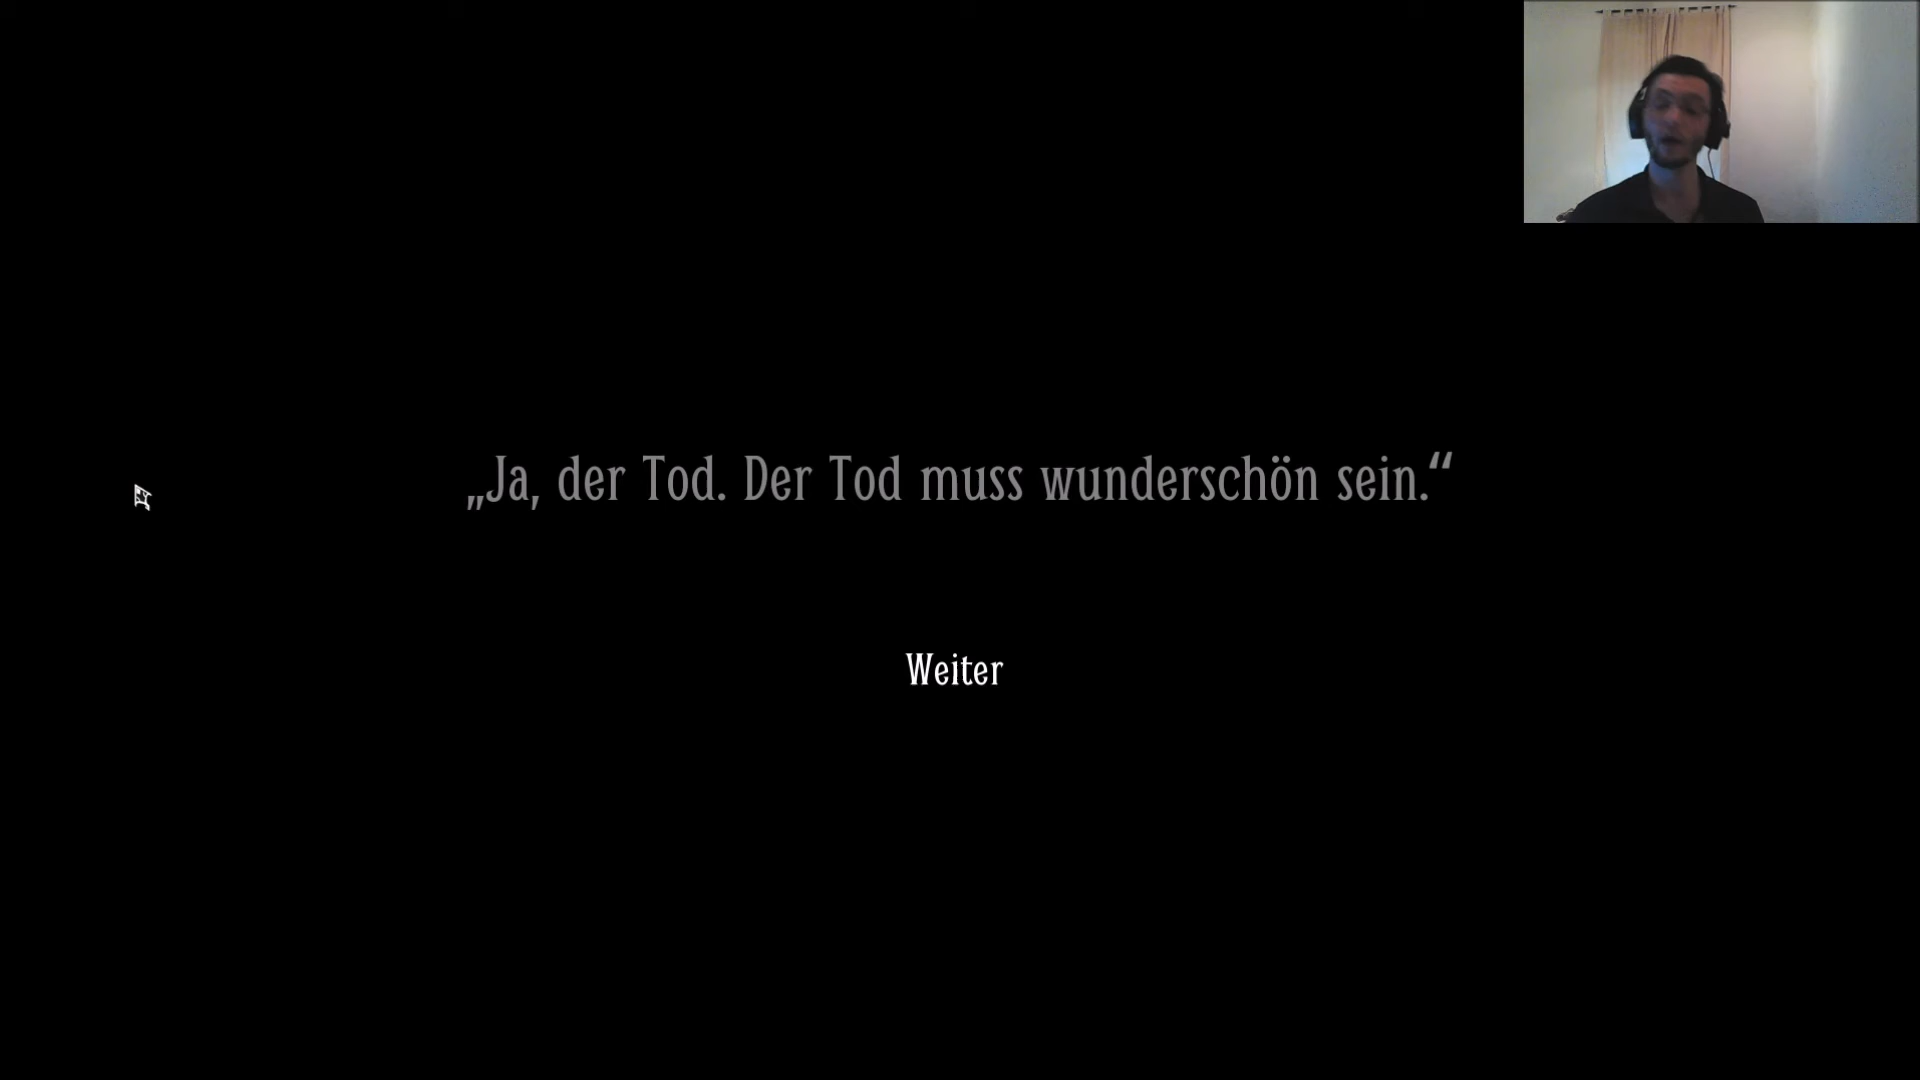 „Ja, der Tod. Der Tod muss wunderschön sein.“
Weiter